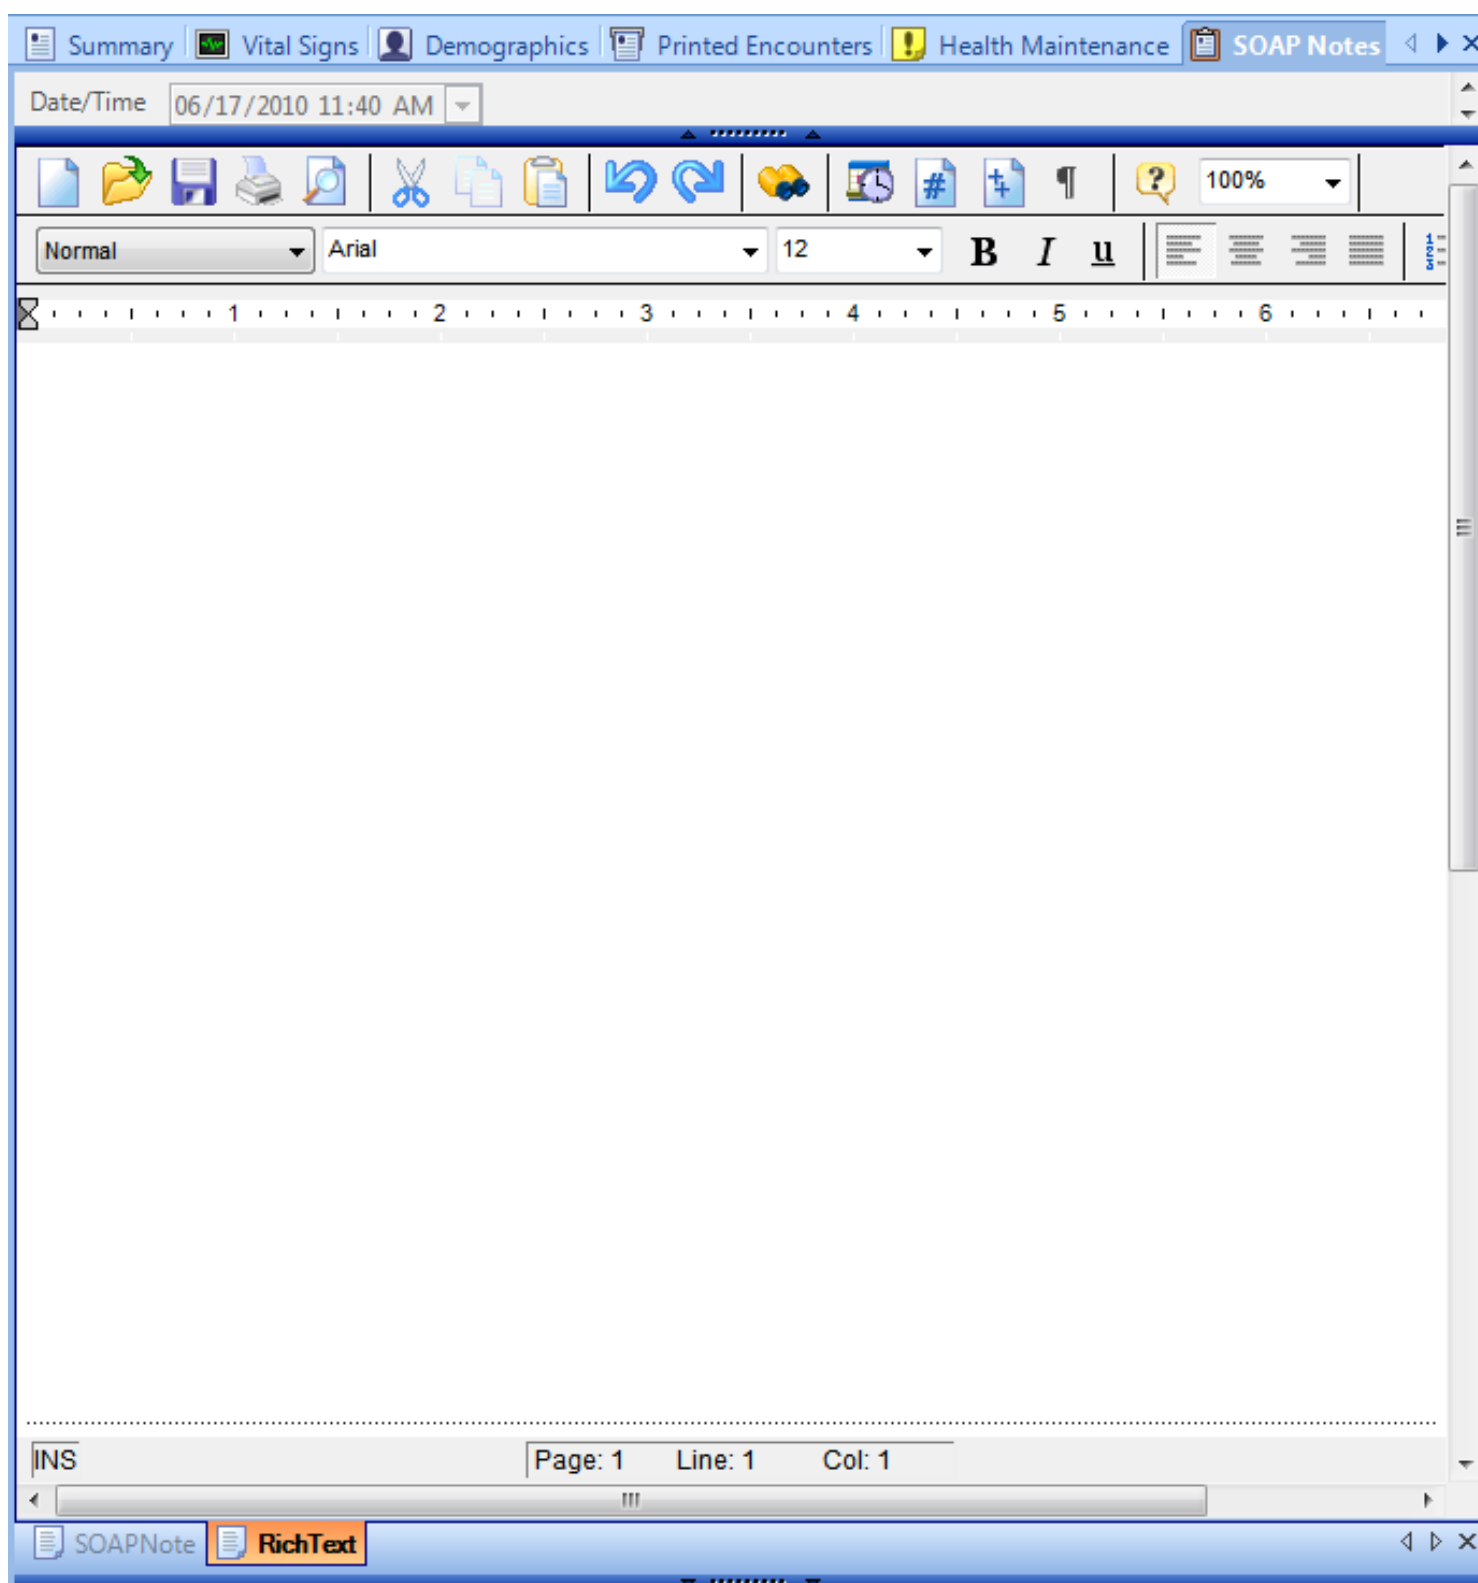 Summary Vital Signs Demographics Printed Encounters Health Maintenance SOAP Notes
Date/Time 06/17/2010 11:40 AM
# ¶ ? 100%
Normal Arial 12 B I u
1 2 3 4 5 6
INS Page: 1 Line: 1 Col: 1
SOAPNote RichText